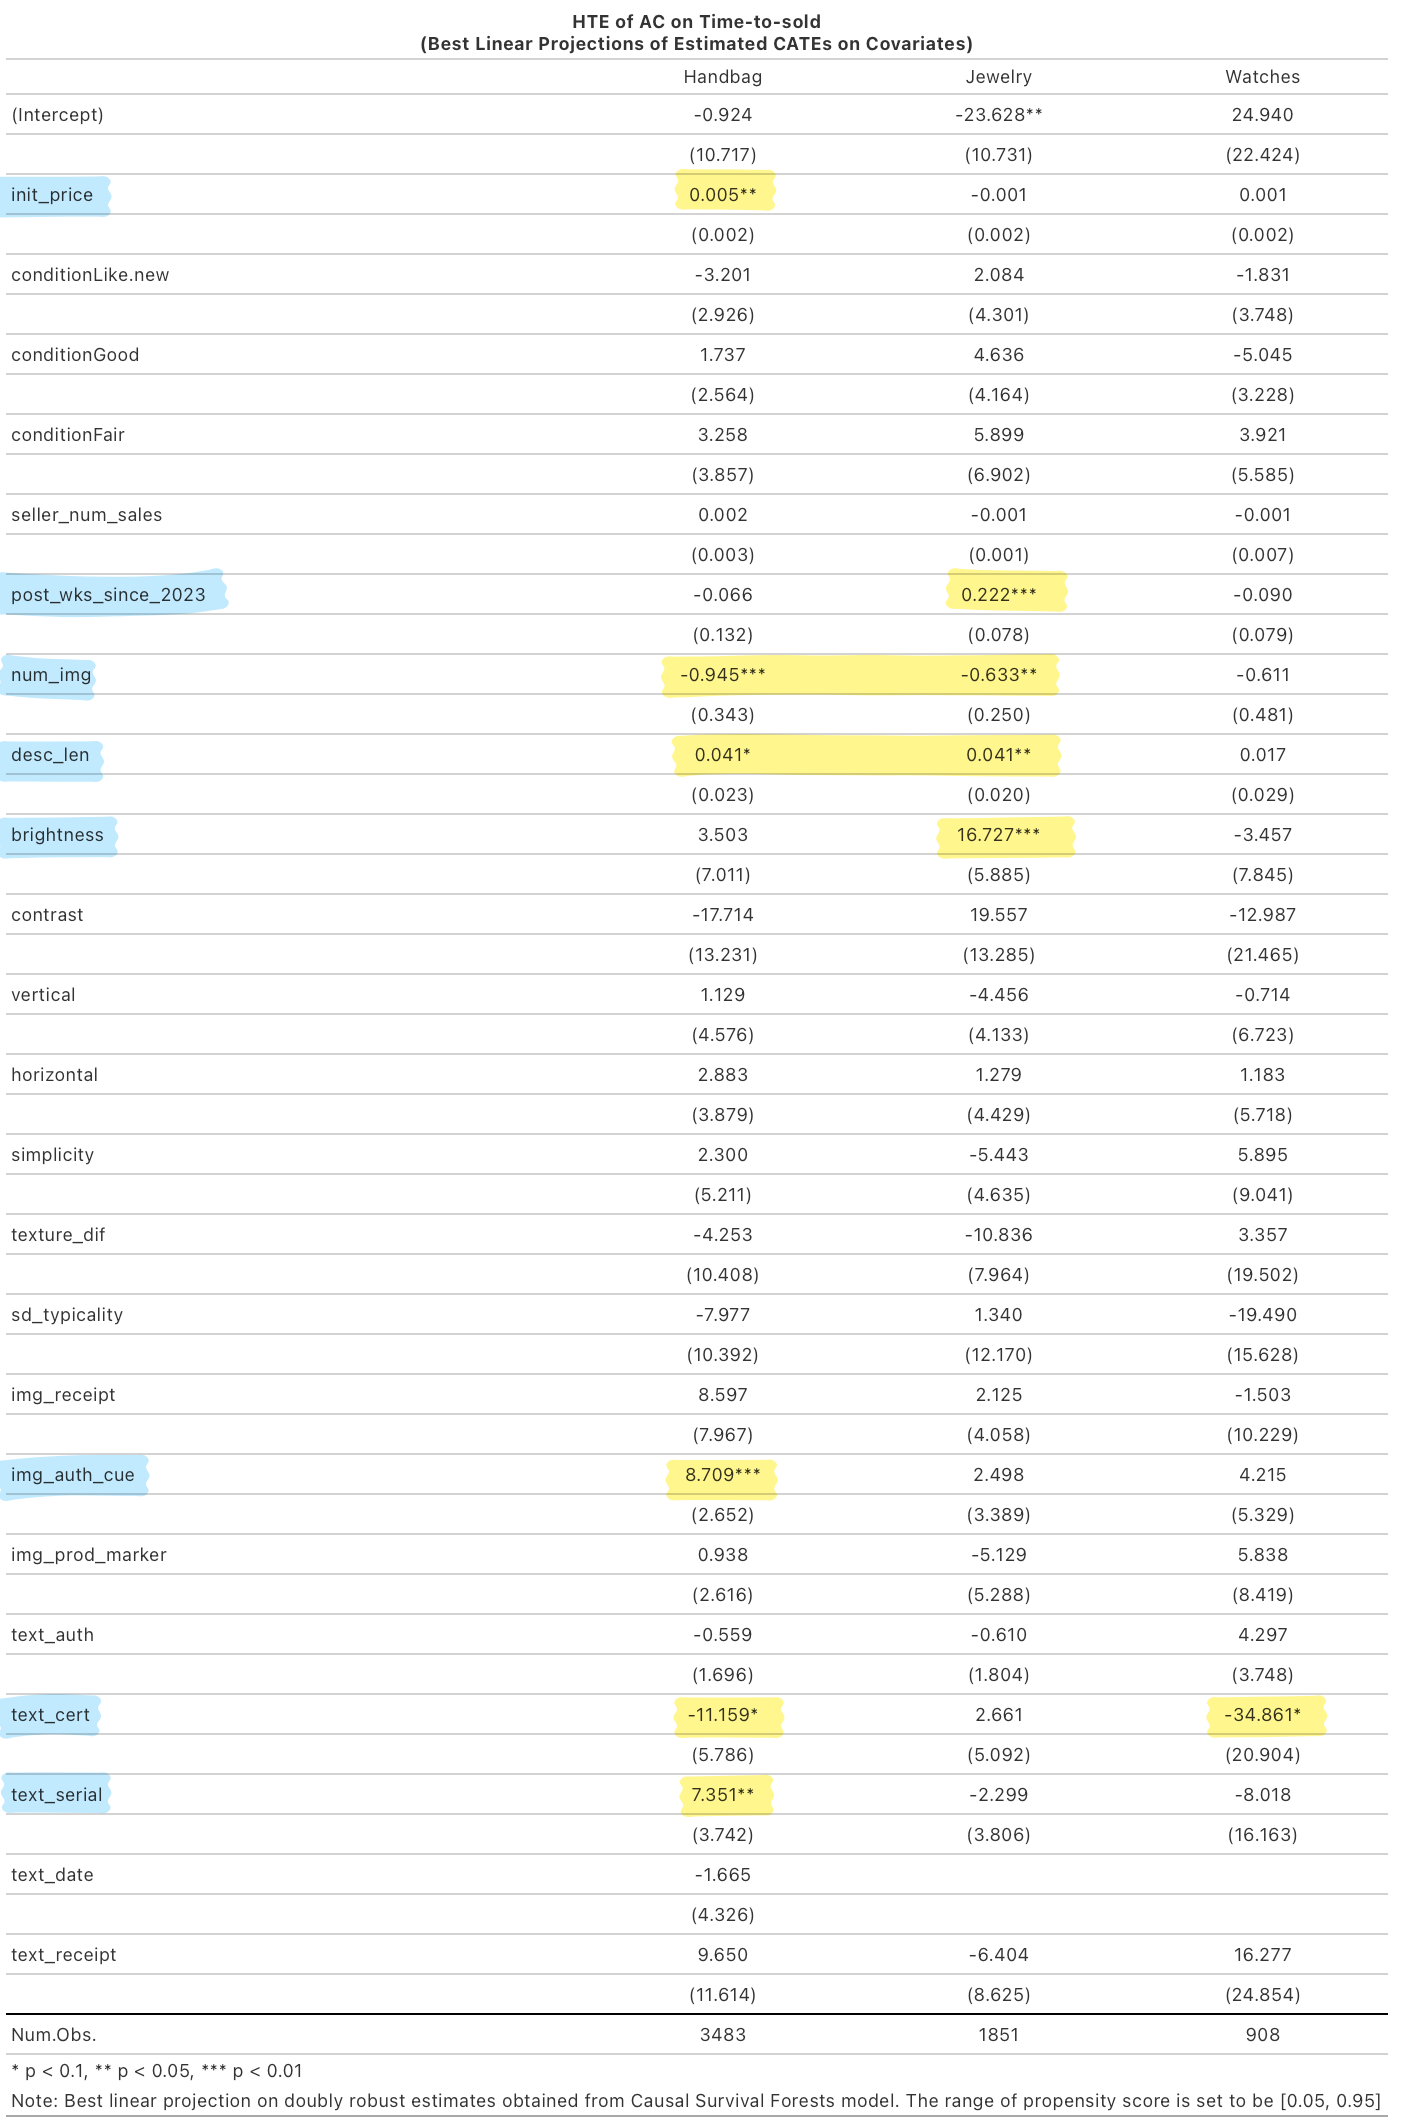 HTE of AC on Time-to-sold
(Best Linear Projections of Estimated CATEs on Covariates)
Handbag Jewelry Watches
(Intercept) -0.924 -23.628** 24.940
(10.717) (10.731) (22.424)
init_price 0.005** -0.001 0.001
(0.002) (0.002) (0.002)
conditionLike.new -3.201 2.084 -1.831
(2.926) (4.301) (3.748)
conditionGood 1.737 4.636 -5.045
(2.564) (4.164) (3.228)
conditionFair 3.258 5.899 3.921
(3.857) (6.902) (5.585)
seller_num_sales 0.002 -0.001 -0.001
(0.003) (0.001) (0.007)
post_wks_since_2023 -0.066 0.222*** -0.090
(0.132) (0.078) (0.079)
num_img -0.945*** -0.633** -0.611
(0.343) (0.250) (0.481)
desc_len 0.041* 0.041** 0.017
(0.023) (0.020) (0.029)
brightness 3.503 16.727*** -3.457
(7.011) (5.885) (7.845)
contrast -17.714 19.557 -12.987
(13.231) (13.285) (21.465)
vertical 1.129 -4.456 -0.714
(4.576) (4.133) (6.723)
horizontal 2.883 1.279 1.183
(3.879) (4.429) (5.718)
simplicity 2.300 -5.443 5.895
(5.211) (4.635) (9.041)
texture_dif -4.253 -10.836 3.357
(10.408) (7.964) (19.502)
sd_typicality -7.977 1.340 -19.490
(10.392) (12.170) (15.628)
img_receipt 8.597 2.125 -1.503
(7.967) (4.058) (10.229)
img_auth_cue 8.709*** 2.498 4.215
(2.652) (3.389) (5.329)
img_prod_marker 0.938 -5.129 5.838
(2.616) (5.288) (8.419)
text_auth -0.559 -0.610 4.297
(1.696) (1.804) (3.748)
text_cert -11.159* 2.661 -34.861*
(5.786) (5.092) (20.904)
text_serial 7.351** -2.299 -8.018
(3.742) (3.806) (16.163)
text_date -1.665
(4.326)
text_receipt 9.650 -6.404 16.277
(11.614) (8.625) (24.854)
Num.Obs. 3483 1851 908
* p < 0.1, ** p < 0.05, *** p < 0.01
Note: Best linear projection on doubly robust estimates obtained from Causal Survival Forests model. The range of propensity score is set to be [0.05, 0.95]